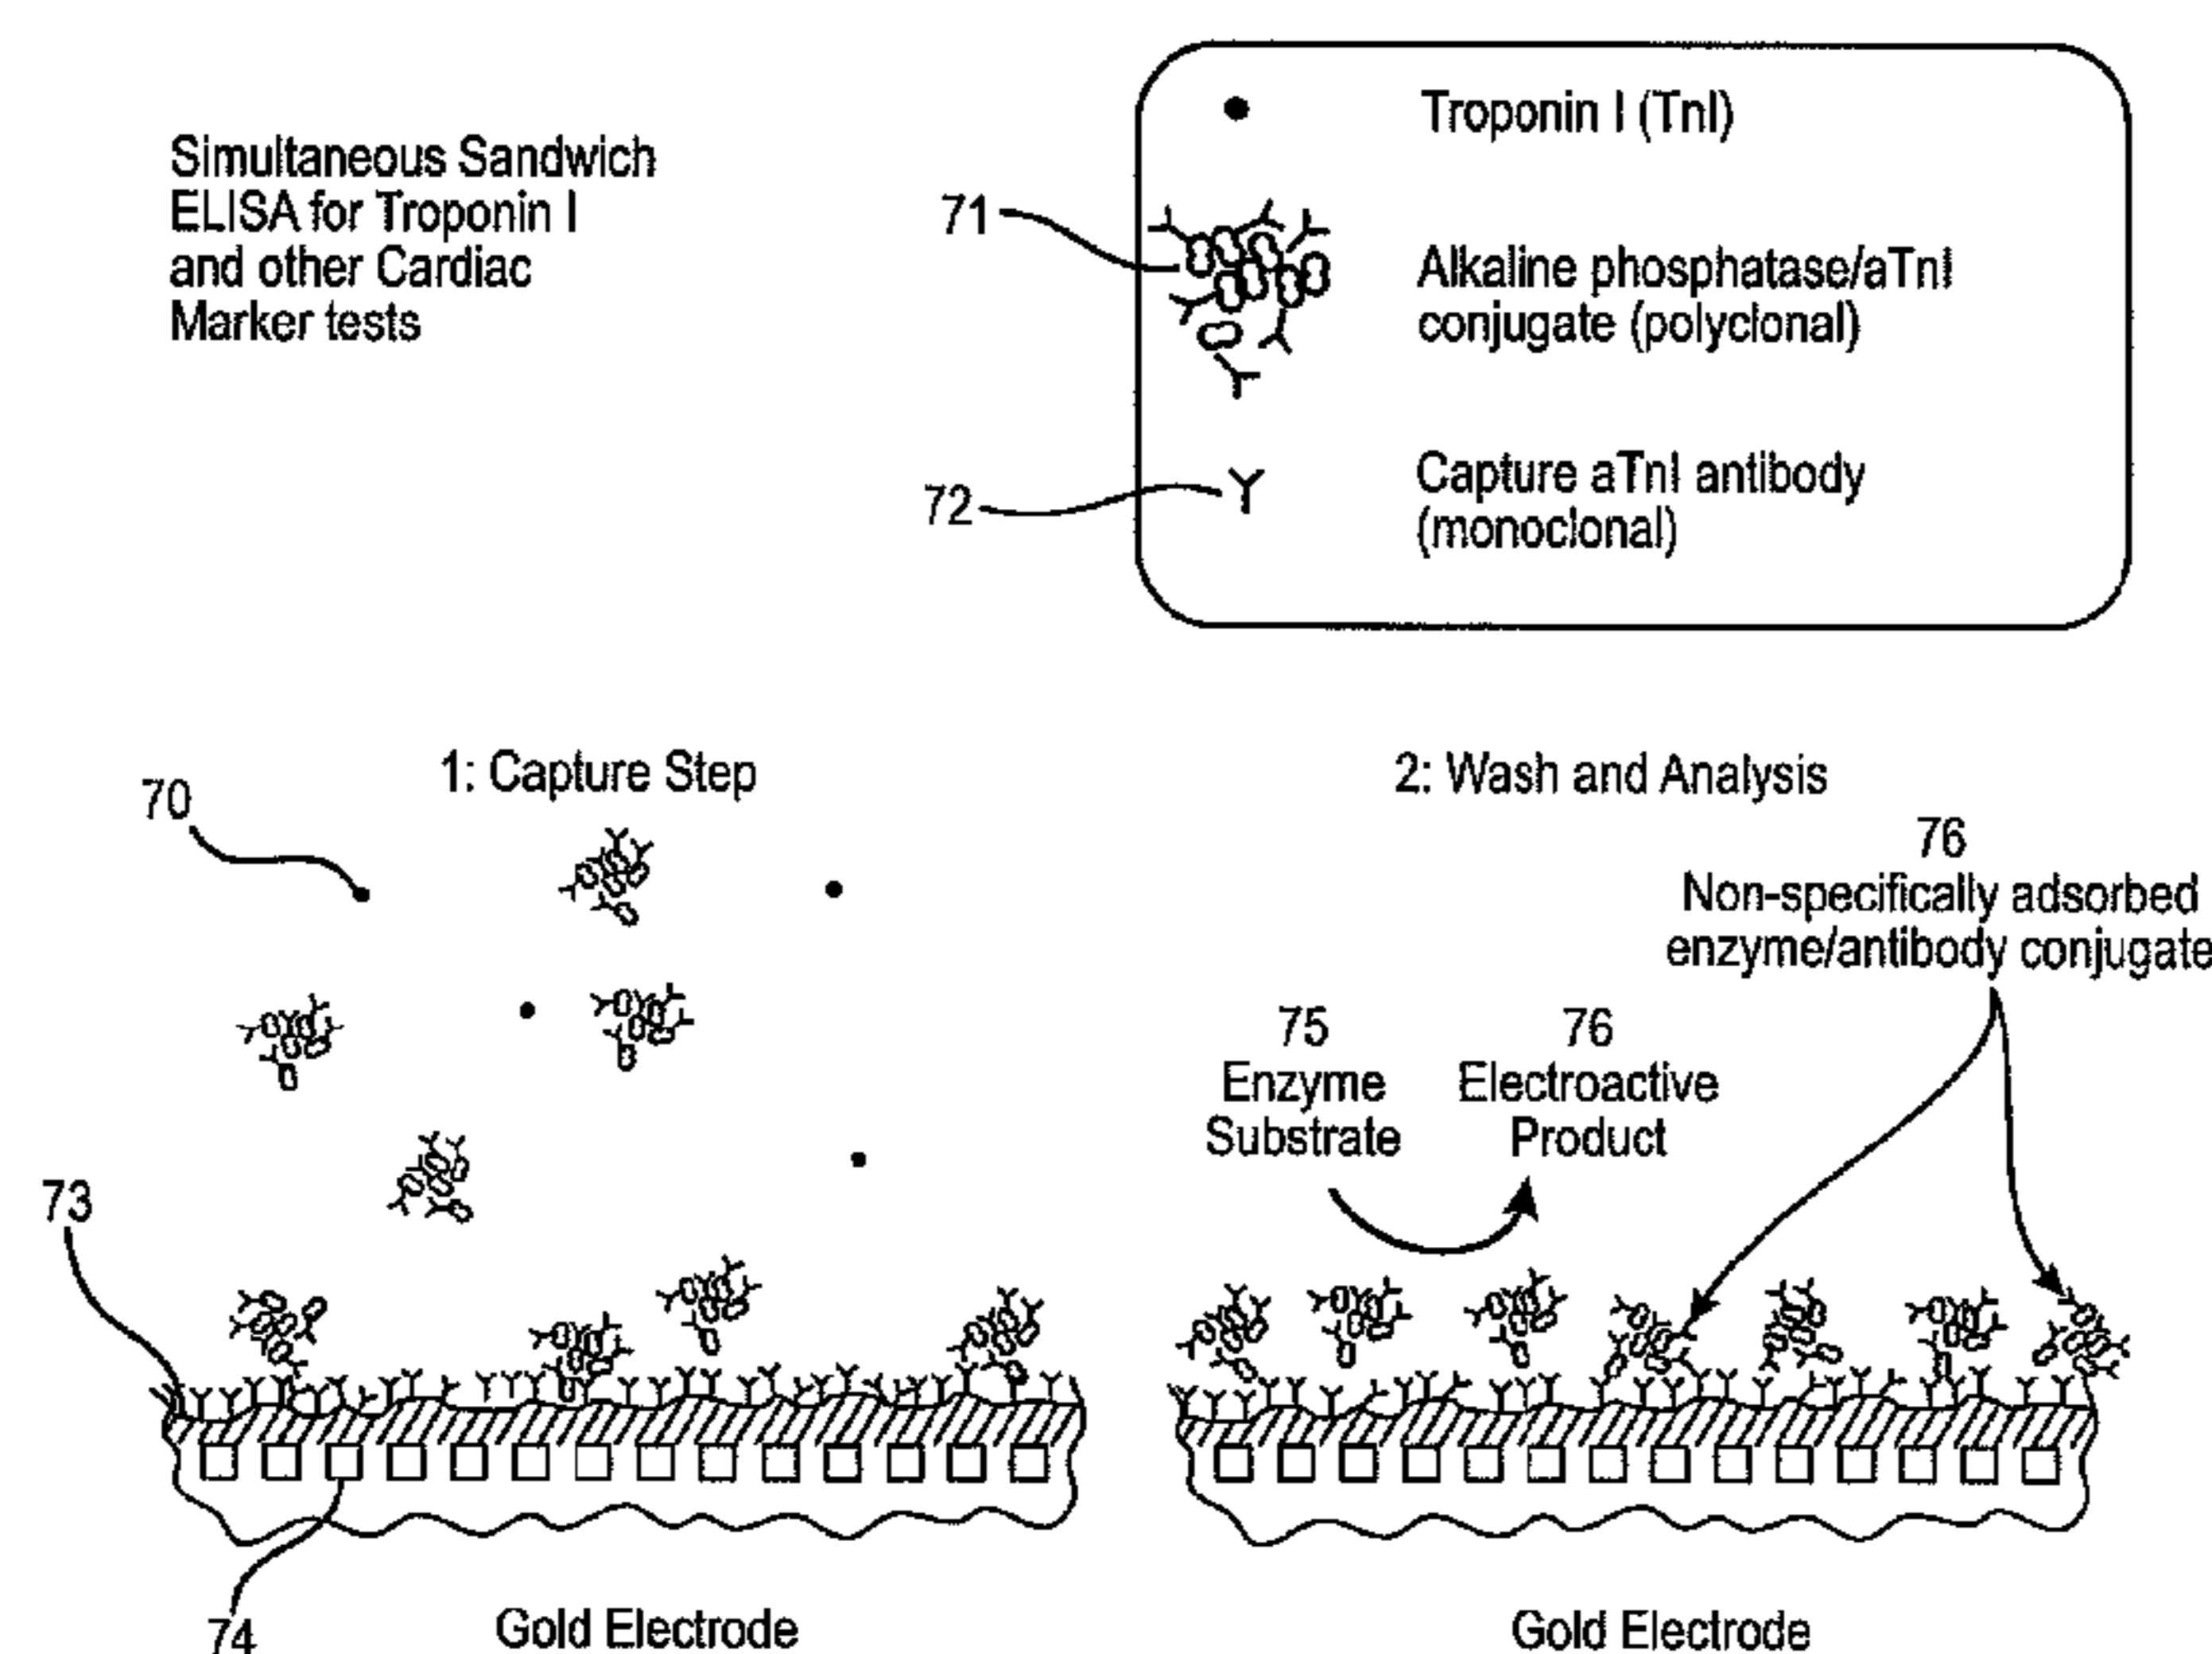 Simultaneous Sandwich
ELISA for Troponin I
and other Cardiac
Marker tests
Troponin I (TnI)
71
Alkaline phosphatase/aTnI
conjugate (polyclonal)
72
Capture aTnI antibody
(monoclonal)
1: Capture Step
70
73
74
Gold Electrode
2: Wash and Analysis
76
Non-specifically adsorbed
enzyme/antibody conjugate
75
Enzyme
Substrate
76
Electroactive
Product
Gold Electrode